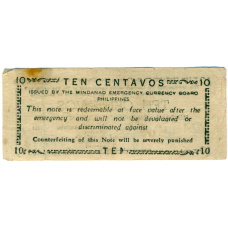 10 TEN CENTAVOS 10
ISSUED BY THE MINDANAO EMERGENCY CURRENCY BOARD
PHILIPPINES
This note is redeemable at face value after the
emergency and will not be devaluated or
discriminated against
Counterfeiting of this Note will be severely punished
10 TEN 10